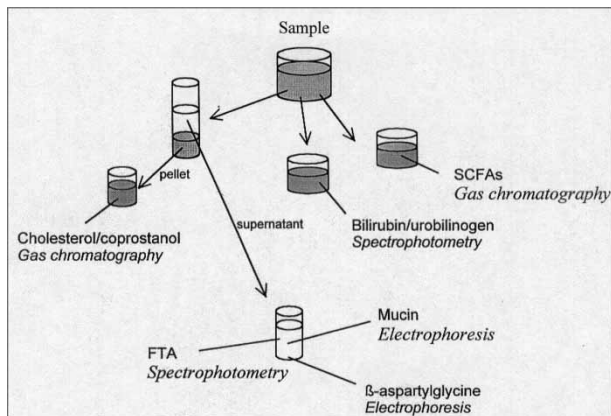 Sample
pellet
supernatant
SCFAs
Gas chromatography
Bilirubin/urobilinogen
Spectrophotometry
Cholesterol/coprostanol
Gas chromatography
Mucin
Electrophoresis
FTA
Spectrophotometry
ß-aspartylglycine
Electrophoresis